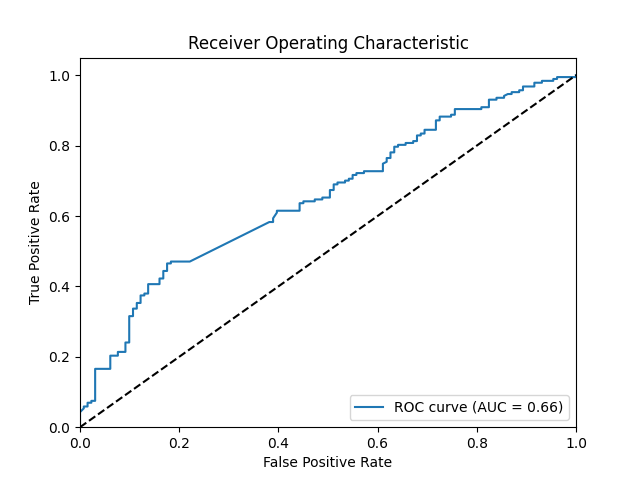 Receiver Operating Characteristic
True Positive Rate
1.0
0.8
0.6
0.4
0.2
0.0
0.0 0.2 0.4 0.6 0.8 1.0
False Positive Rate
ROC curve (AUC = 0.66)